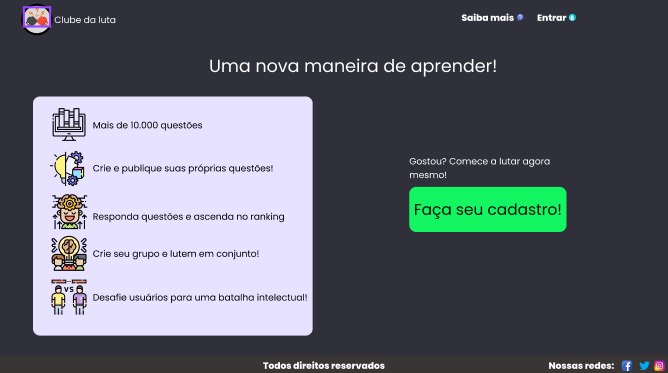 Clube da luta
Saiba mais
Entrar
Uma nova maneira de aprender!
Mais de 10.000 questões
Crie e publique suas próprias questões!
Responda questões e ascenda no ranking
Crie seu grupo e lutem em conjunto!
VS
Desafie usuários para uma batalha intelectual!
Gostou? Comece a lutar agora
mesmo!
Faça seu cadastro!
Todos direitos reservados
Nossas redes: